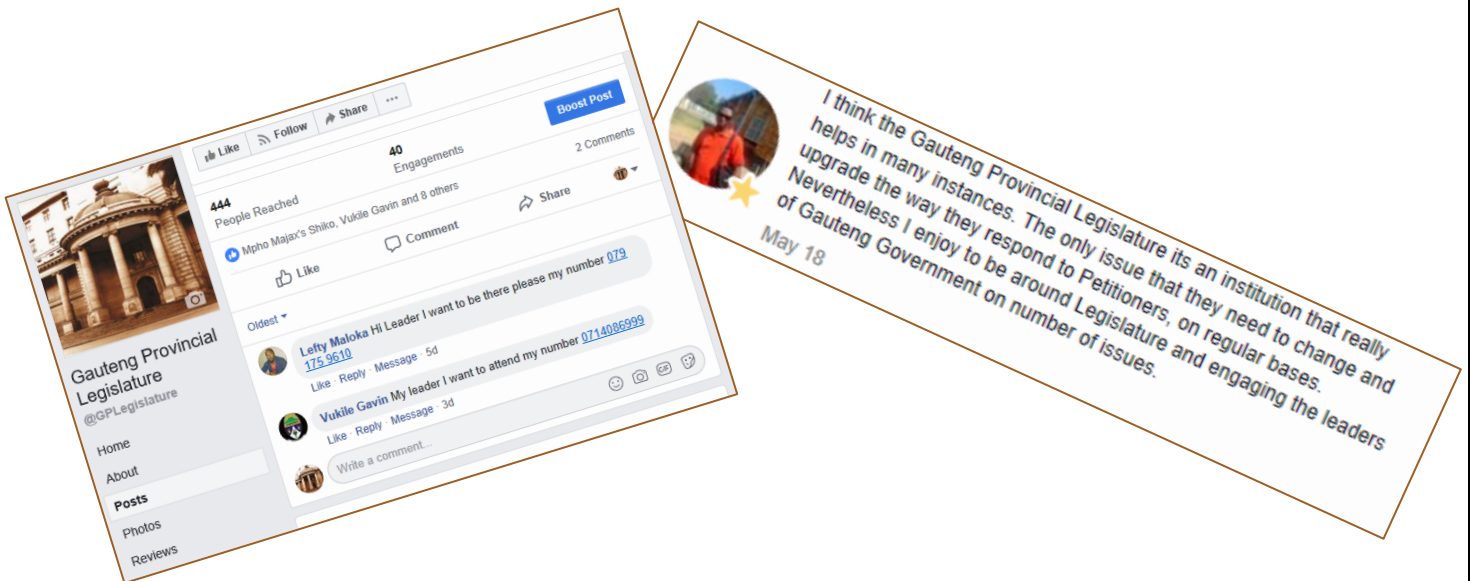 Like Follow Share ...
444
People Reached
40
Engagements
Boost Post
Mpho Majax's Shiko, Vukile Gavin and 8 others
2 Comments
Like Comment Share
Oldest
Lefty Maloka Hi Leader I want to be there please my number 079
175 9610
Like · Reply · Message · 5d
Vukile Gavin My leader I want to attend my number 0714086999
Like · Reply · Message · 3d
Write a comment...
GIF
Gauteng Provincial
Legislature
@GPLegislature
Home
About
Posts
Photos
Reviews
I think the Gauteng Provincial Legislature its an institution that really
helps in many instances. The only issue that they need to change and
upgrade the way they respond to Petitioners, on regular bases.
Nevertheless I enjoy to be around Legislature and engaging the leaders
of Gauteng Government on number of issues.
May 18